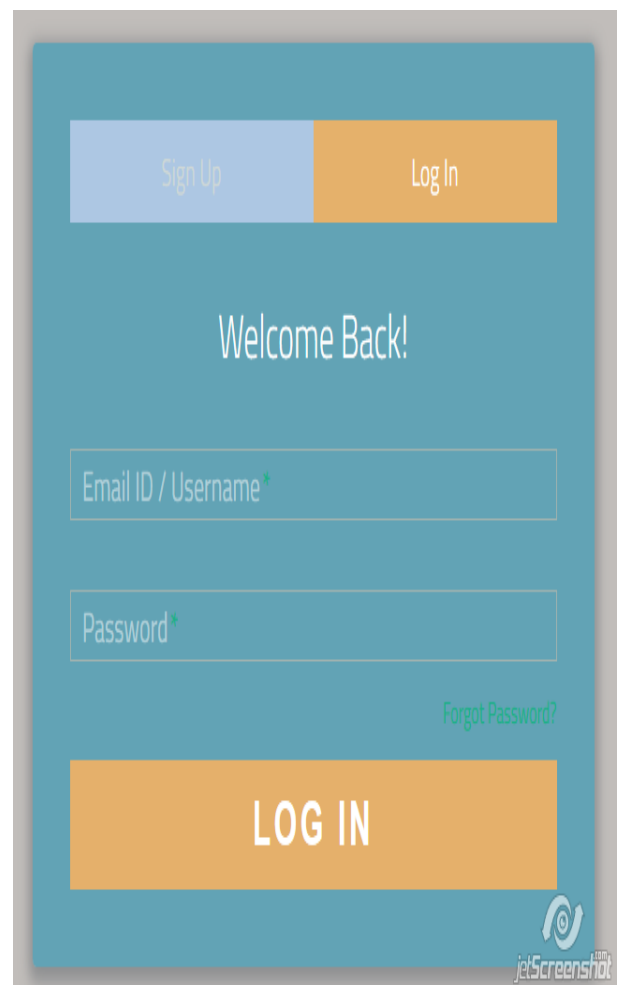 Sign Up
Log In
Welcome Back!
Email ID / Username*
Password*
Forgot Password?
LOG IN
jetScreenshot.com